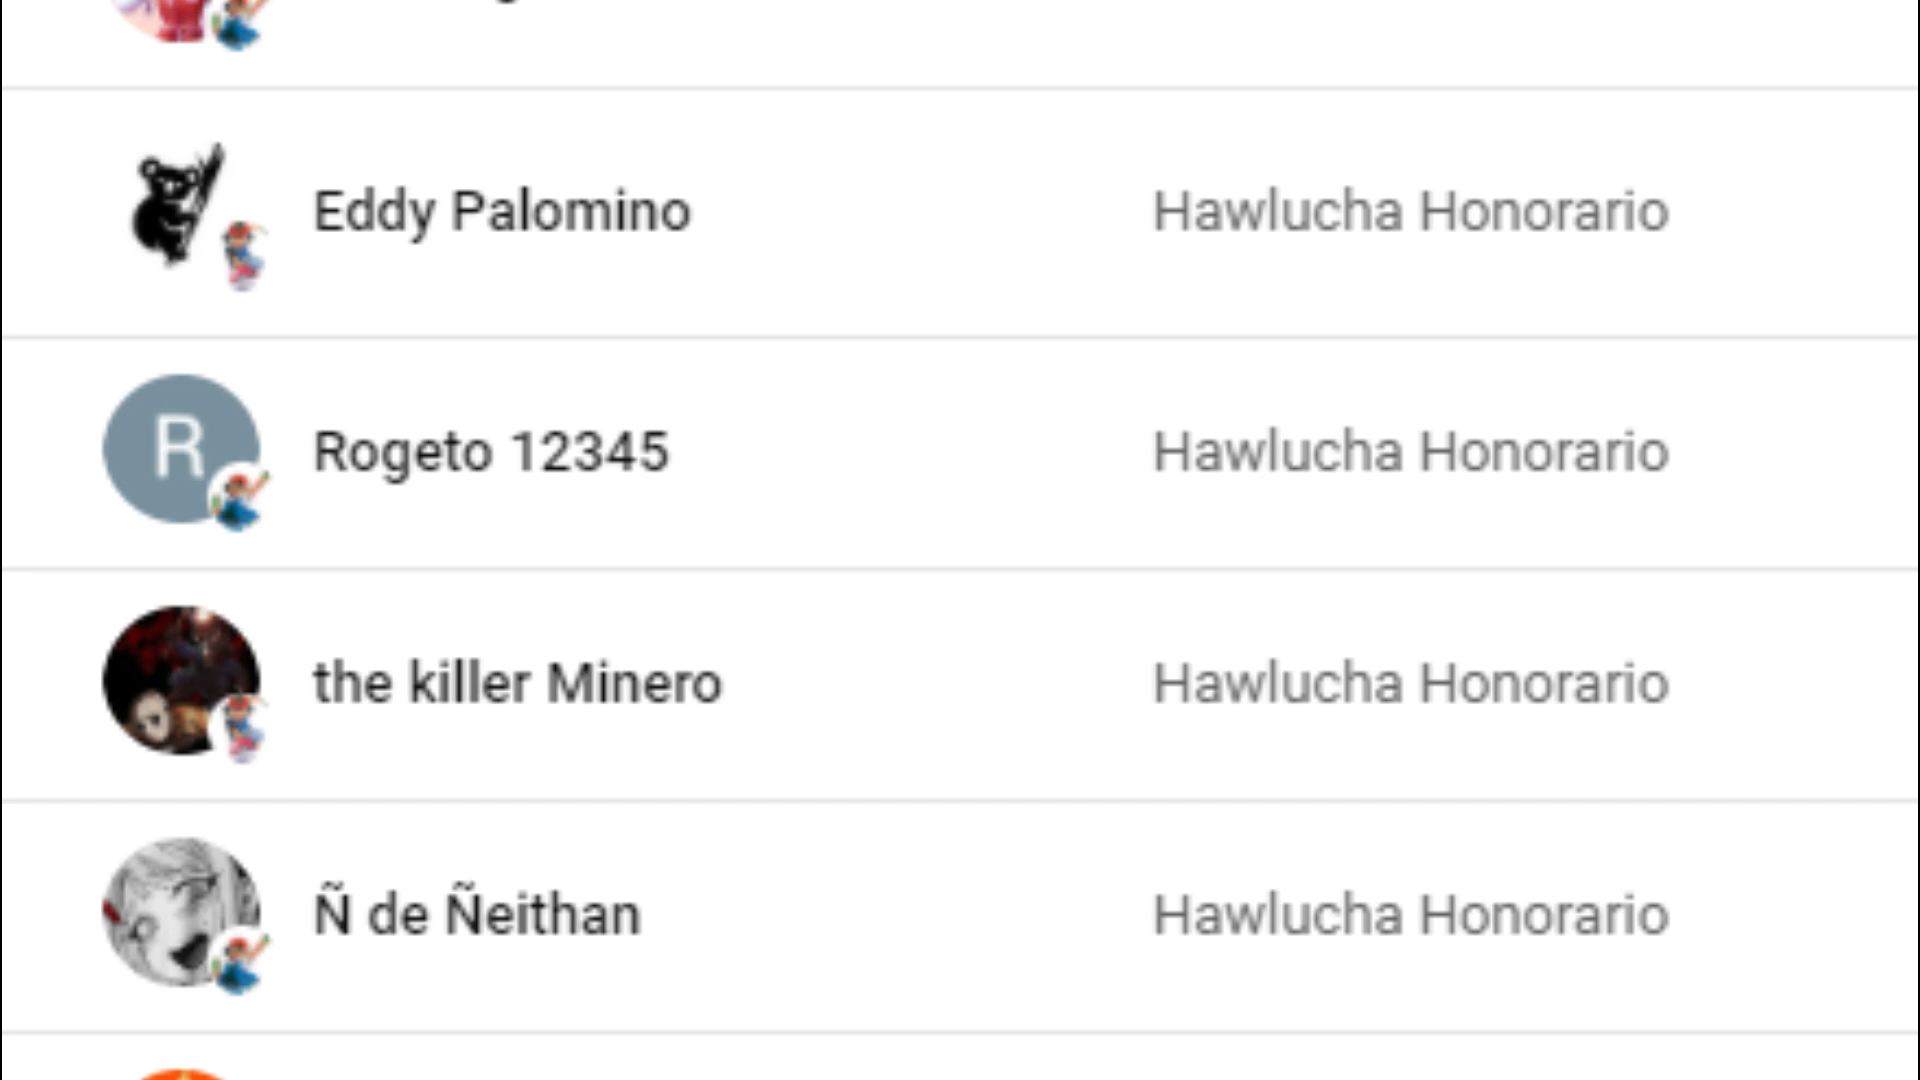 Eddy Palomino Hawlucha Honorario
R
Rogeto 12345 Hawlucha Honorario
the killer Minero Hawlucha Honorario
Ñ de Ñeithan Hawlucha Honorario